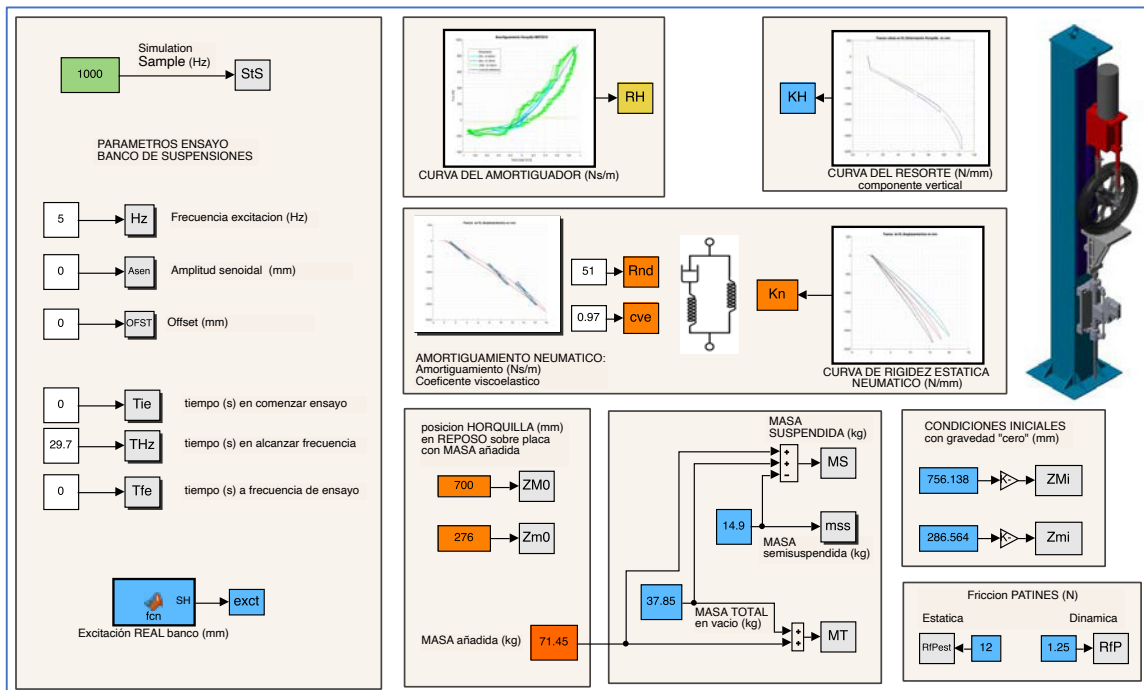 Simulation
Sample (Hz)
1000
StS
PARAMETROS ENSAYO
BANCO DE SUSPENSIONES
5
Hz
Frecuencia excitacion (Hz)
0
Asen
Amplitud senoidal (mm)
0
OFST
Offset (mm)
0
Tie
tiempo (s) en comenzar ensayo
29.7
THz
tiempo (s) en alcanzar frecuencia
0
Tfe
tiempo (s) a frecuencia de ensayo
SH
fcn
exct
Excitación REAL banco (mm)
RH
CURVA DEL AMORTIGUADOR (Ns/m)
KH
CURVA DEL RESORTE (N/mm)
componente vertical
51
Rnd
0.97
cve
AMORTIGUAMIENTO NEUMATICO:
Amortiguamiento (Ns/m)
Coeficente viscoelastico
Kn
CURVA DE RIGIDEZ ESTATICA
NEUMATICO (N/mm)
posicion HORQUILLA (mm)
en REPOSO sobre placa
con MASA añadida
700
ZM0
276
Zm0
MASA añadida (kg)
71.45
MASA
SUSPENDIDA (kg)
+
+
−
MS
14.9
mss
MASA
semisuspendida (kg)
37.85
MASA TOTAL
en vacio (kg)
+
+
MT
CONDICIONES INICIALES
con gravedad "cero" (mm)
756.138
K-
ZMi
286.564
K-
Zmi
Friccion PATINES (N)
Estatica
Dinamica
RfPest
12
1.25
RfP